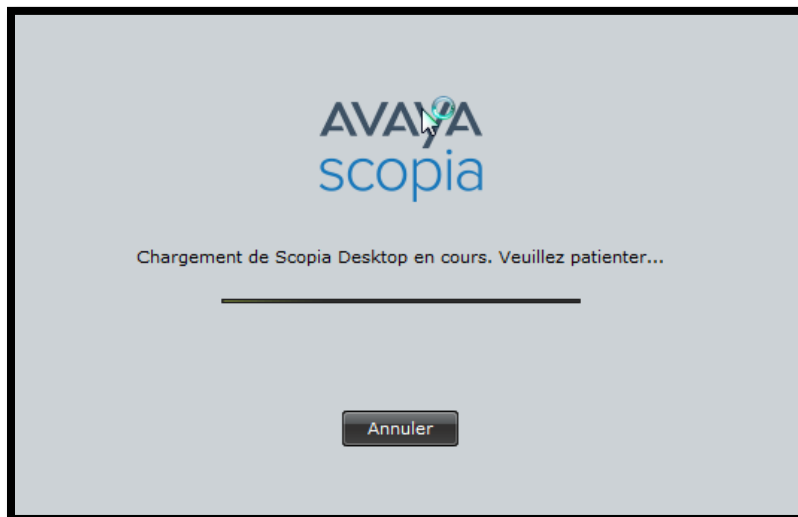 AVAYA
scopia
Chargement de Scopia Desktop en cours. Veuillez patienter...
Annuler